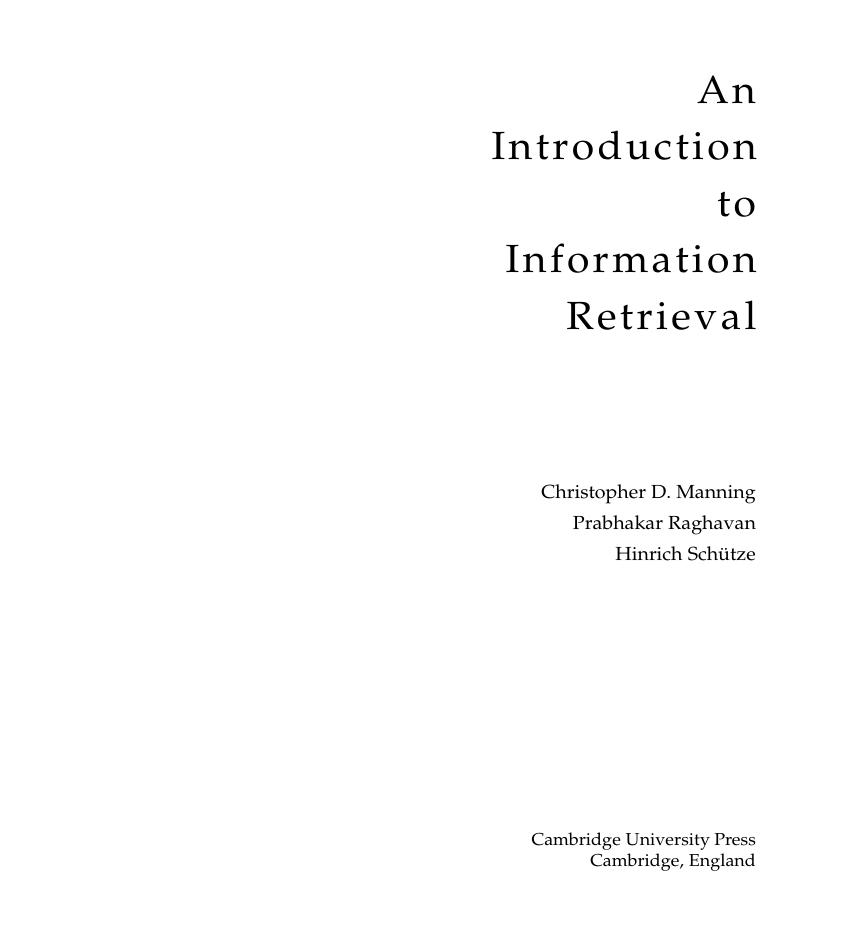 An
Introduction
to
Information
Retrieval
Christopher D. Manning
Prabhakar Raghavan
Hinrich Schütze
Cambridge University Press
Cambridge, England